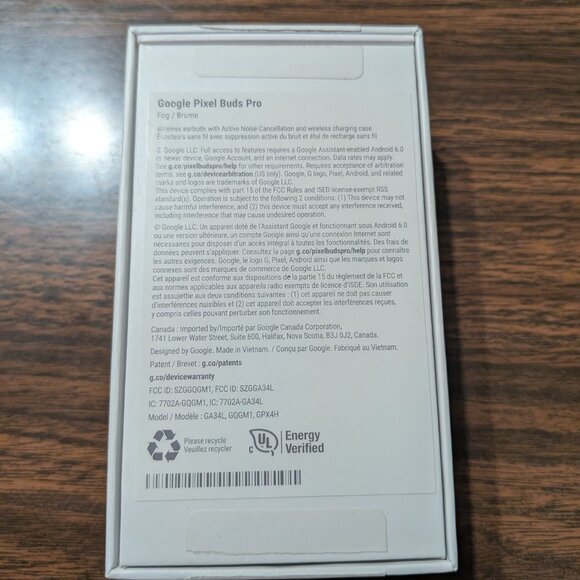 Google Pixel Buds Pro
Fog / Brume
Wireless earbuds with Active Noise Cancellation and wireless charging case
Écouteurs sans fil avec suppression active du bruit et étui de recharge sans fil
© Google LLC. Full access to features requires a Google Assistant-enabled Android 6.0
or newer device, Google Account, and an internet connection. Data rates may apply.
See g.co/pixelbudspro/help for other requirements. Requires acceptance of arbitration
terms: see g.co/devicearbitration (US only). Google, G logo, Pixel, Android, and related
marks and logos are trademarks of Google LLC.
This device complies with part 15 of the FCC Rules and ISED license-exempt RSS
standard(s). Operation is subject to the following 2 conditions: (1) This device may not
cause harmful interference, and (2) this device must accept any interference received,
including interference that may cause undesired operation.
© Google LLC. Un appareil doté de l'Assistant Google et fonctionnant sous Android 6.0
ou une version ultérieure, un compte Google ainsi qu'une connexion internet sont
nécessaires pour disposer d'un accès intégral à toutes les fonctionnalités. Des frais de
données peuvent s'appliquer. Consultez la page g.co/pixelbudspro/help pour connaître
les autres exigences. Google, le logo G, Pixel, Android ainsi que les marques et logos
connexes sont des marques de commerce de Google LLC.
Cet appareil est conforme aux dispositions de la partie 15 du règlement de la FCC et
aux normes applicables aux appareils radio exempts de licence d'ISDE. Son utilisation
est assujettie aux deux conditions suivantes : (1) cet appareil ne doit pas causer
d'interférences nuisibles et (2) cet appareil doit accepter les interférences reçues,
y compris celles pouvant perturber son fonctionnement.
Canada : Imported by/Importé par Google Canada Corporation,
1741 Lower Water Street, Suite 600, Halifax, Nova Scotia, B3J 0J2, Canada.
Designed by Google. Made in Vietnam. / Conçu par Google. Fabriqué au Vietnam.
Patent / Brevet : g.co/patents
g.co/devicewarranty
FCC ID: SZGGQGM1, FCC ID: SZGGA34L
IC: 7702A-GQGM1, IC: 7702A-GA34L
Model / Modèle : GA34L, GQGM1, GPX4H
Please recycle
Veuillez recycler
c UL
Energy
Verified